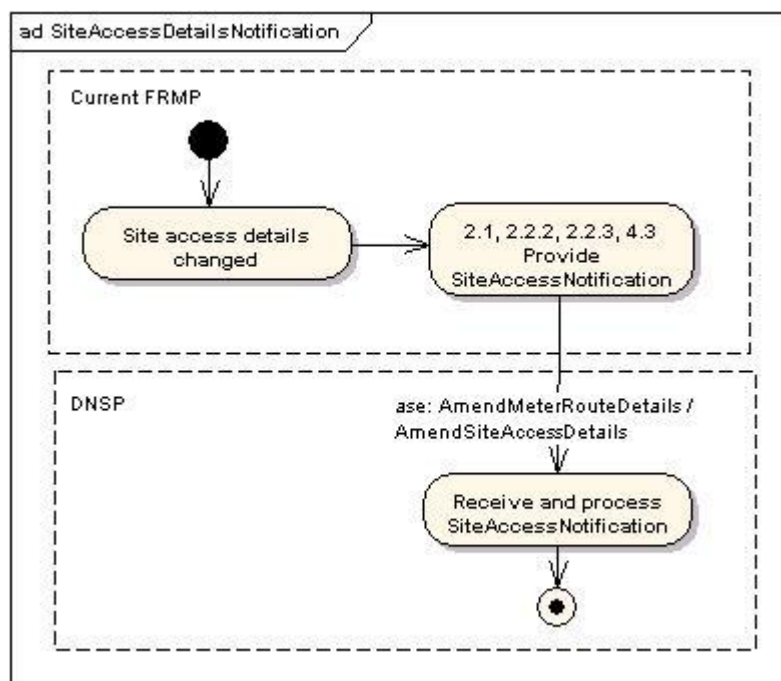 ad SiteAccessDetailsNotification
Current FRMP
Site access details
changed
2.1, 2.2.2, 2.2.3, 4.3
Provide
SiteAccessNotification
DNSP
ase: AmendMeterRouteDetails /
AmendSiteAccessDetails
Receive and process
SiteAccessNotification